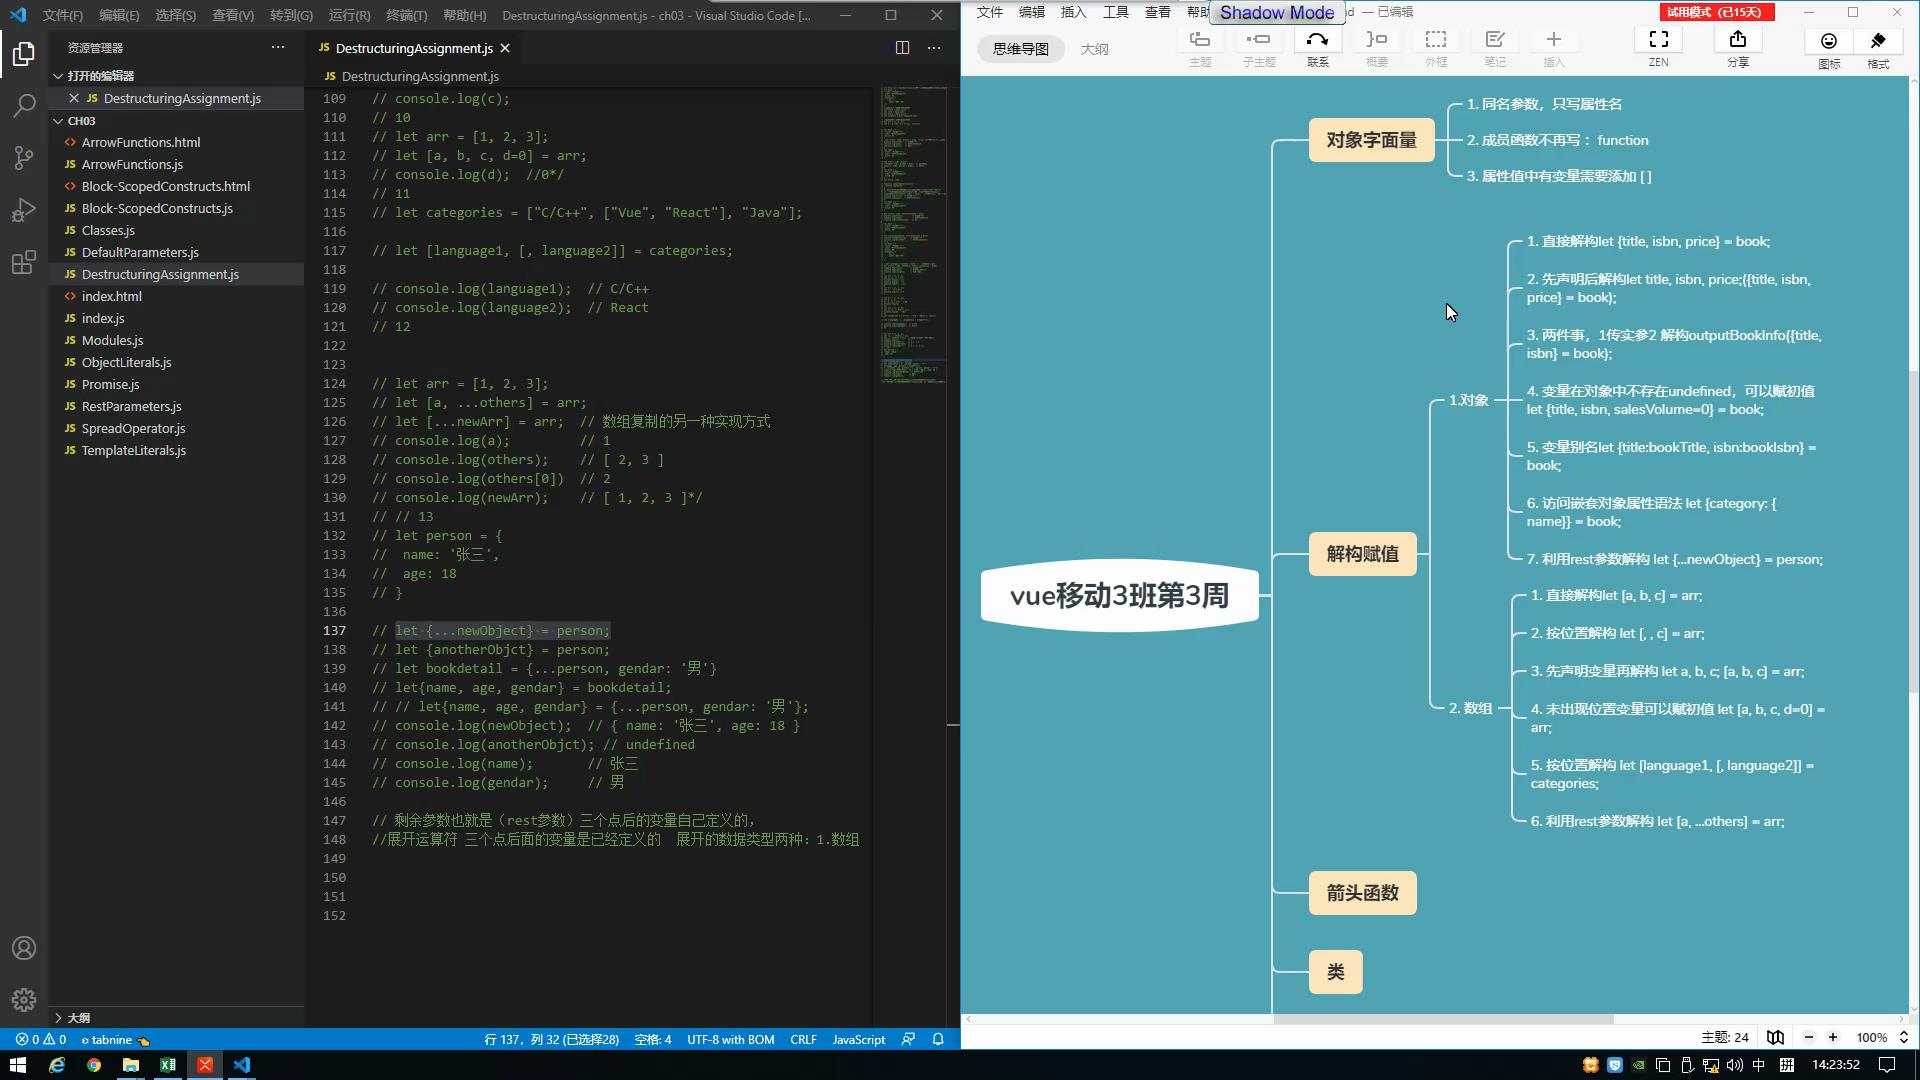 文件(F) 编辑(E) 选择(S) 查看(V) 转到(G) 运行(R) 终端(T) 帮助(H) DestructuringAssignment.js - ch03 - Visual Studio Code [...
资源管理器
打开的编辑器
JS DestructuringAssignment.js
CH03
<> ArrowFunctions.html
JS ArrowFunctions.js
<> Block-ScopedConstructs.html
JS Block-ScopedConstructs.js
JS Classes.js
JS DefaultParameters.js
JS DestructuringAssignment.js
<> index.html
JS index.js
JS Modules.js
JS ObjectLiterals.js
JS Promise.js
JS RestParameters.js
JS SpreadOperator.js
JS TemplateLiterals.js
大纲
JS DestructuringAssignment.js
JS DestructuringAssignment.js
109 // console.log(c);
110 // 10
111 // let arr = [1, 2, 3];
112 // let [a, b, c, d=0] = arr;
113 // console.log(d);  //0*/
114 // 11
115 // let categories = ["C/C++", ["Vue", "React"], "Java"];
116
117 // let [language1, [, language2]] = categories;
118
119 // console.log(language1);  // C/C++
120 // console.log(language2);  // React
121 // 12
122
123
124 // let arr = [1, 2, 3];
125 // let [a, ...others] = arr;
126 // let [...newArr] = arr;  // 数组复制的另一种实现方式
127 // console.log(a);         // 1
128 // console.log(others);    // [ 2, 3 ]
129 // console.log(others[0])  // 2
130 // console.log(newArr);    // [ 1, 2, 3 ]*/
131 // // 13
132 // let person = {
133 //  name: '张三',
134 //  age: 18
135 // }
136
137 // let {...newObject} = person;
138 // let {anotherObjct} = person;
139 // let bookdetail = {...person, gendar: '男'}
140 // let{name, age, gendar} = bookdetail;
141 // // let{name, age, gendar} = {...person, gendar: '男'};
142 // console.log(newObject);  // { name: '张三', age: 18 }
143 // console.log(anotherObjct); // undefined
144 // console.log(name);       // 张三
145 // console.log(gendar);     // 男
146
147 // 剩余参数也就是（rest参数）三个点后的变量自己定义的，
148 //展开运算符 三个点后面的变量是已经定义的  展开的数据类型两种：1.数组
149
150
151
152
0 0 tabnine 行 137，列 32 (已选择28) 空格: 4 UTF-8 with BOM CRLF JavaScript
文件 编辑 插入 工具 查看 帮助 Shadow Mode d — 已编辑 试用模式（已15天）
思维导图 大纲 主题 子主题 联系 概要 外框 笔记 插入 ZEN 分享 图标 格式
vue移动3班第3周
对象字面量
1. 同名参数，只写属性名
2. 成员函数不再写： function
3. 属性值中有变量需要添加 [ ]
解构赋值
1.对象
1. 直接解构let {title, isbn, price} = book;
2. 先声明后解构let title, isbn, price;({title, isbn,
price} = book);
3. 两件事，1传实参2 解构outputBookInfo({title,
isbn} = book);
4. 变量在对象中不存在undefined，可以赋初值
let {title, isbn, salesVolume=0} = book;
5. 变量别名let {title:bookTitle, isbn:bookIsbn} =
book;
6. 访问嵌套对象属性语法 let {category: {
name}} = book;
7. 利用rest参数解构 let {...newObject} = person;
2. 数组
1. 直接解构let [a, b, c] = arr;
2. 按位置解构 let [, , c] = arr;
3. 先声明变量再解构 let a, b, c; [a, b, c] = arr;
4. 未出现位置变量可以赋初值 let [a, b, c, d=0] =
arr;
5. 按位置解构 let [language1, [, language2]] =
categories;
6. 利用rest参数解构 let [a, ...others] = arr;
箭头函数
类
主题: 24 100%
中 拼 14:23:52